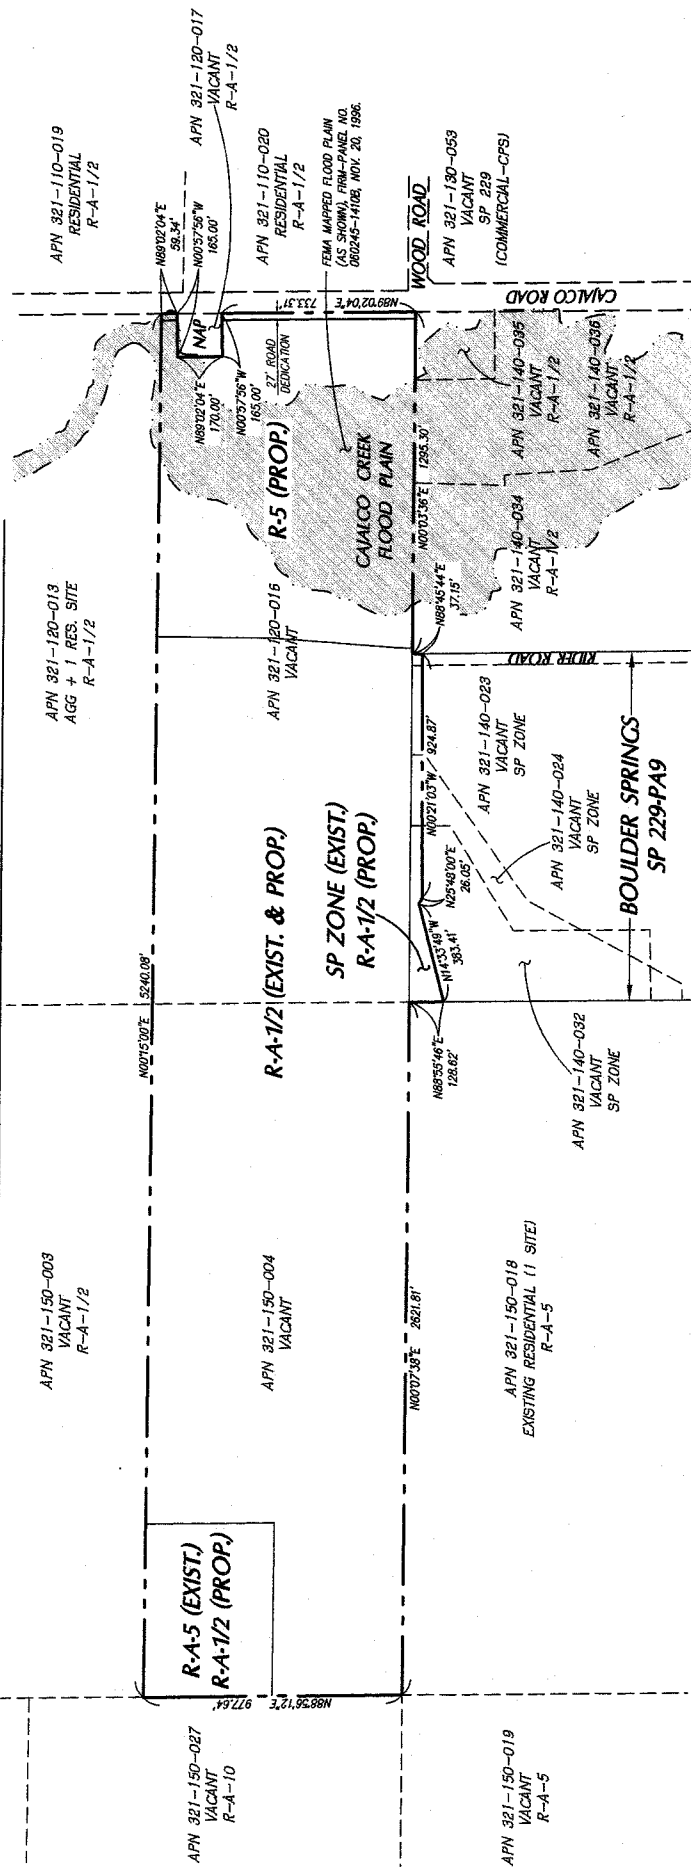 APN 321-150-027
VACANT
R-A-10
APN 321-150-003
VACANT
R-A-1/2
APN 321-120-013
AGG + 1 RES. SITE
R-A-1/2
APN 321-110-019
RESIDENTIAL
R-A-1/2
APN 321-120-017
VACANT
R-A-1/2
N89°02'04"E
59.34'
N00°57'56"W
165.00'
N00°15'00"E 5240.08'
NAP
N89°02'04"E
170.00'
N00°57'56"W
165.00'
27' ROAD
DEDICATION
APN 321-110-020
RESIDENTIAL
R-A-1/2
R-A-5 (EXIST.)
R-A-1/2 (PROP.)
N88°56'12"E 977.64'
APN 321-150-004
VACANT
R-A-1/2 (EXIST. & PROP.)
APN 321-120-016
VACANT
R-5 (PROP.)
N89°02'04"E 733.31'
FEMA MAPPED FLOOD PLAIN
(AS SHOWN), FIRM-PANEL NO.
060245-1410B, NOV. 20, 1996.
SP ZONE (EXIST.)
R-A-1/2 (PROP.)
CAJALCO CREEK
FLOOD PLAIN
N00°07'38"E 2621.81'
N00°03'36"E 1295.30'
N88°45'44"E
37.15'
N00°21'03"W 924.87'
N25°48'00"E
26.05'
N14°33'49"W
383.41'
N88°55'46"E
128.62'
WOOD ROAD
CAJALCO ROAD
APN 321-130-053
VACANT
SP 229
(COMMERCIAL-CPS)
APN 321-150-019
VACANT
R-A-5
APN 321-150-018
EXISTING RESIDENTIAL (1 SITE)
R-A-5
APN 321-140-032
VACANT
SP ZONE
APN 321-140-024
VACANT
SP ZONE
APN 321-140-023
VACANT
SP ZONE
RIDER ROAD
APN 321-140-034
VACANT
R-A-1/2
APN 321-140-035
VACANT
R-A-1/2
APN 321-140-036
VACANT
R-A-1/2
BOULDER SPRINGS
SP 229-PA9